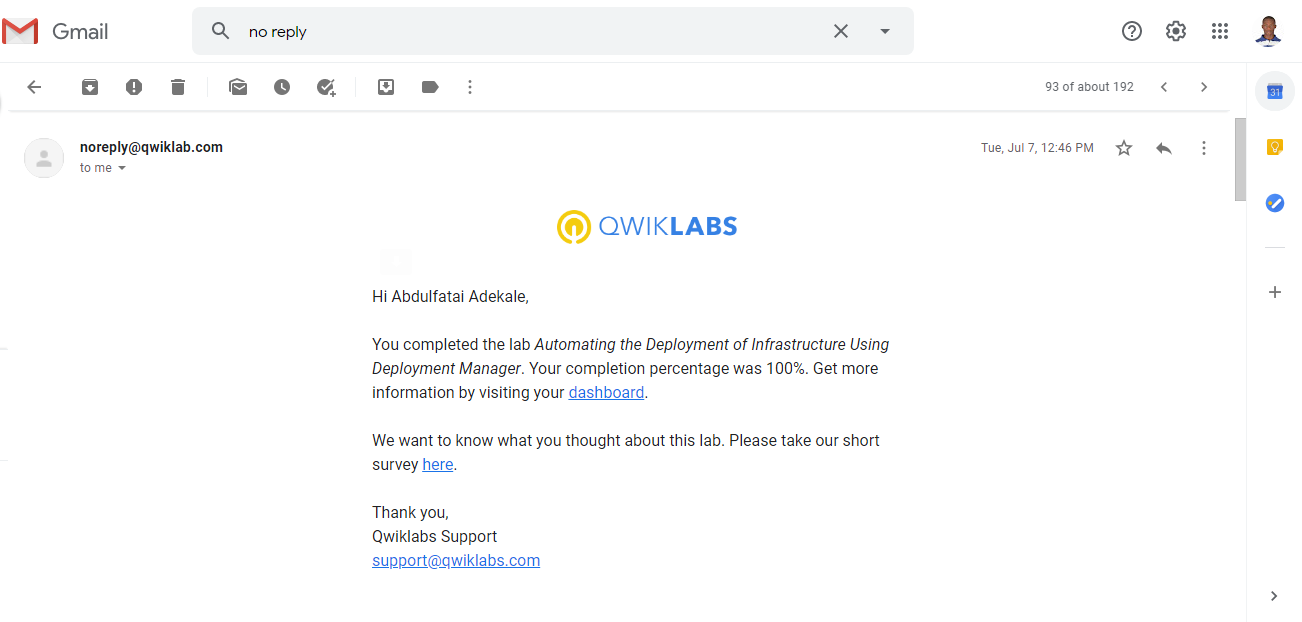 Gmail
no reply
93 of about 192
31
noreply@qwiklab.com
Tue, Jul 7, 12:46 PM
to me
QWIKLABS
Hi Abdulfatai Adekale,
You completed the lab Automating the Deployment of Infrastructure Using
Deployment Manager. Your completion percentage was 100%. Get more
information by visiting your dashboard.
We want to know what you thought about this lab. Please take our short
survey here.
Thank you,
Qwiklabs Support
support@qwiklabs.com